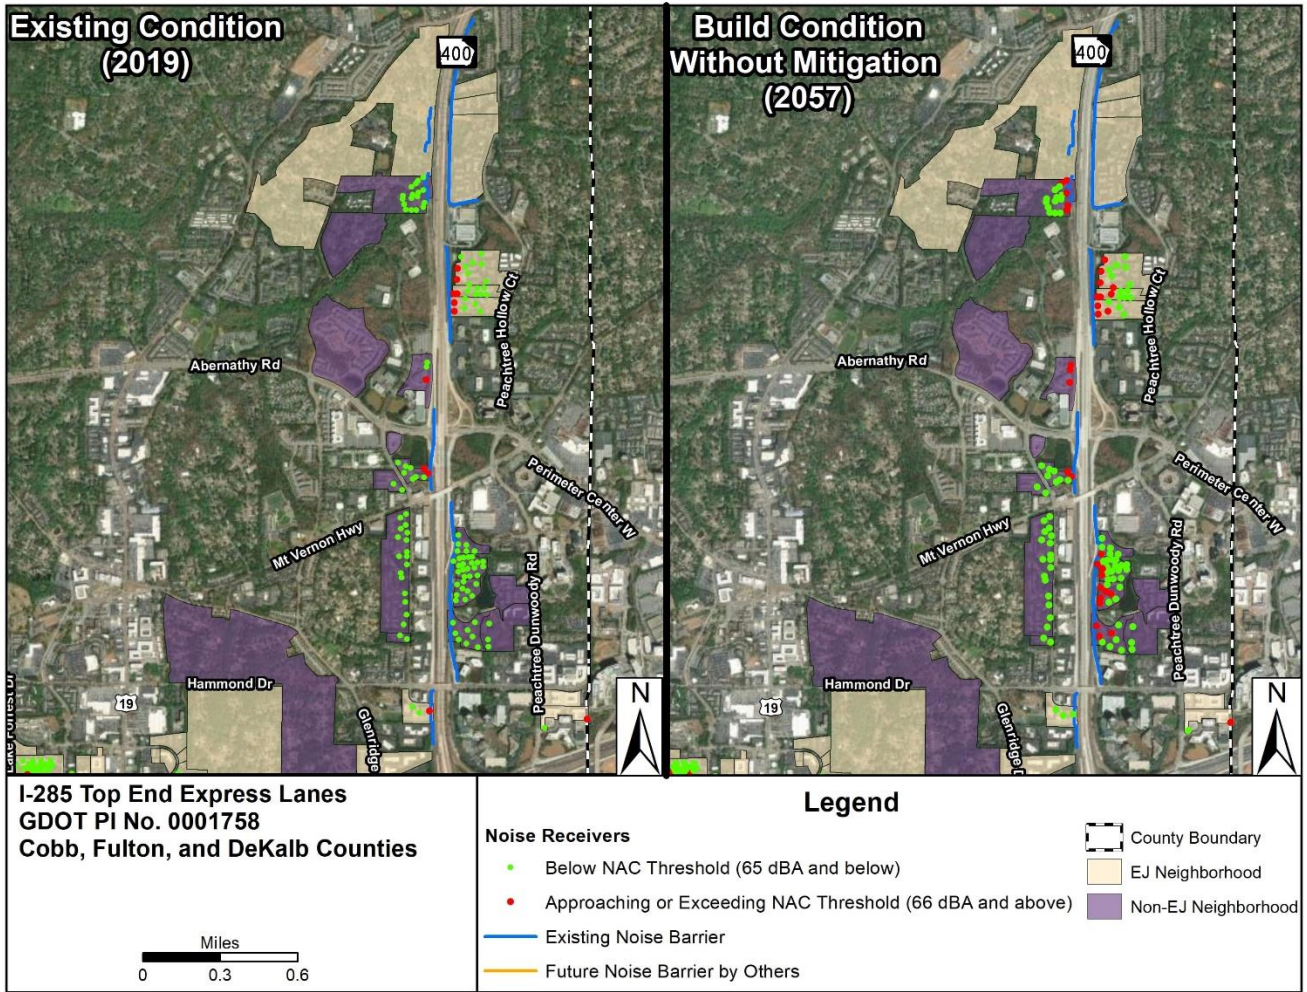 Existing Condition
(2019)
400
Abernathy Rd
Peachtree Hollow Ct
Perimeter Center W
Mt Vernon Hwy
Peachtree Dunwoody Rd
Hammond Dr
19
Glenridge
Lake Forrest Dr
N
Build Condition
Without Mitigation
(2057)
400
Abernathy Rd
Peachtree Hollow Ct
Perimeter Center W
Mt Vernon Hwy
Peachtree Dunwoody Rd
Hammond Dr
19
Glenridge D
N
I-285 Top End Express Lanes
GDOT PI No. 0001758
Cobb, Fulton, and DeKalb Counties
Miles
0 0.3 0.6
Legend
Noise Receivers
Below NAC Threshold (65 dBA and below)
Approaching or Exceeding NAC Threshold (66 dBA and above)
Existing Noise Barrier
Future Noise Barrier by Others
County Boundary
EJ Neighborhood
Non-EJ Neighborhood